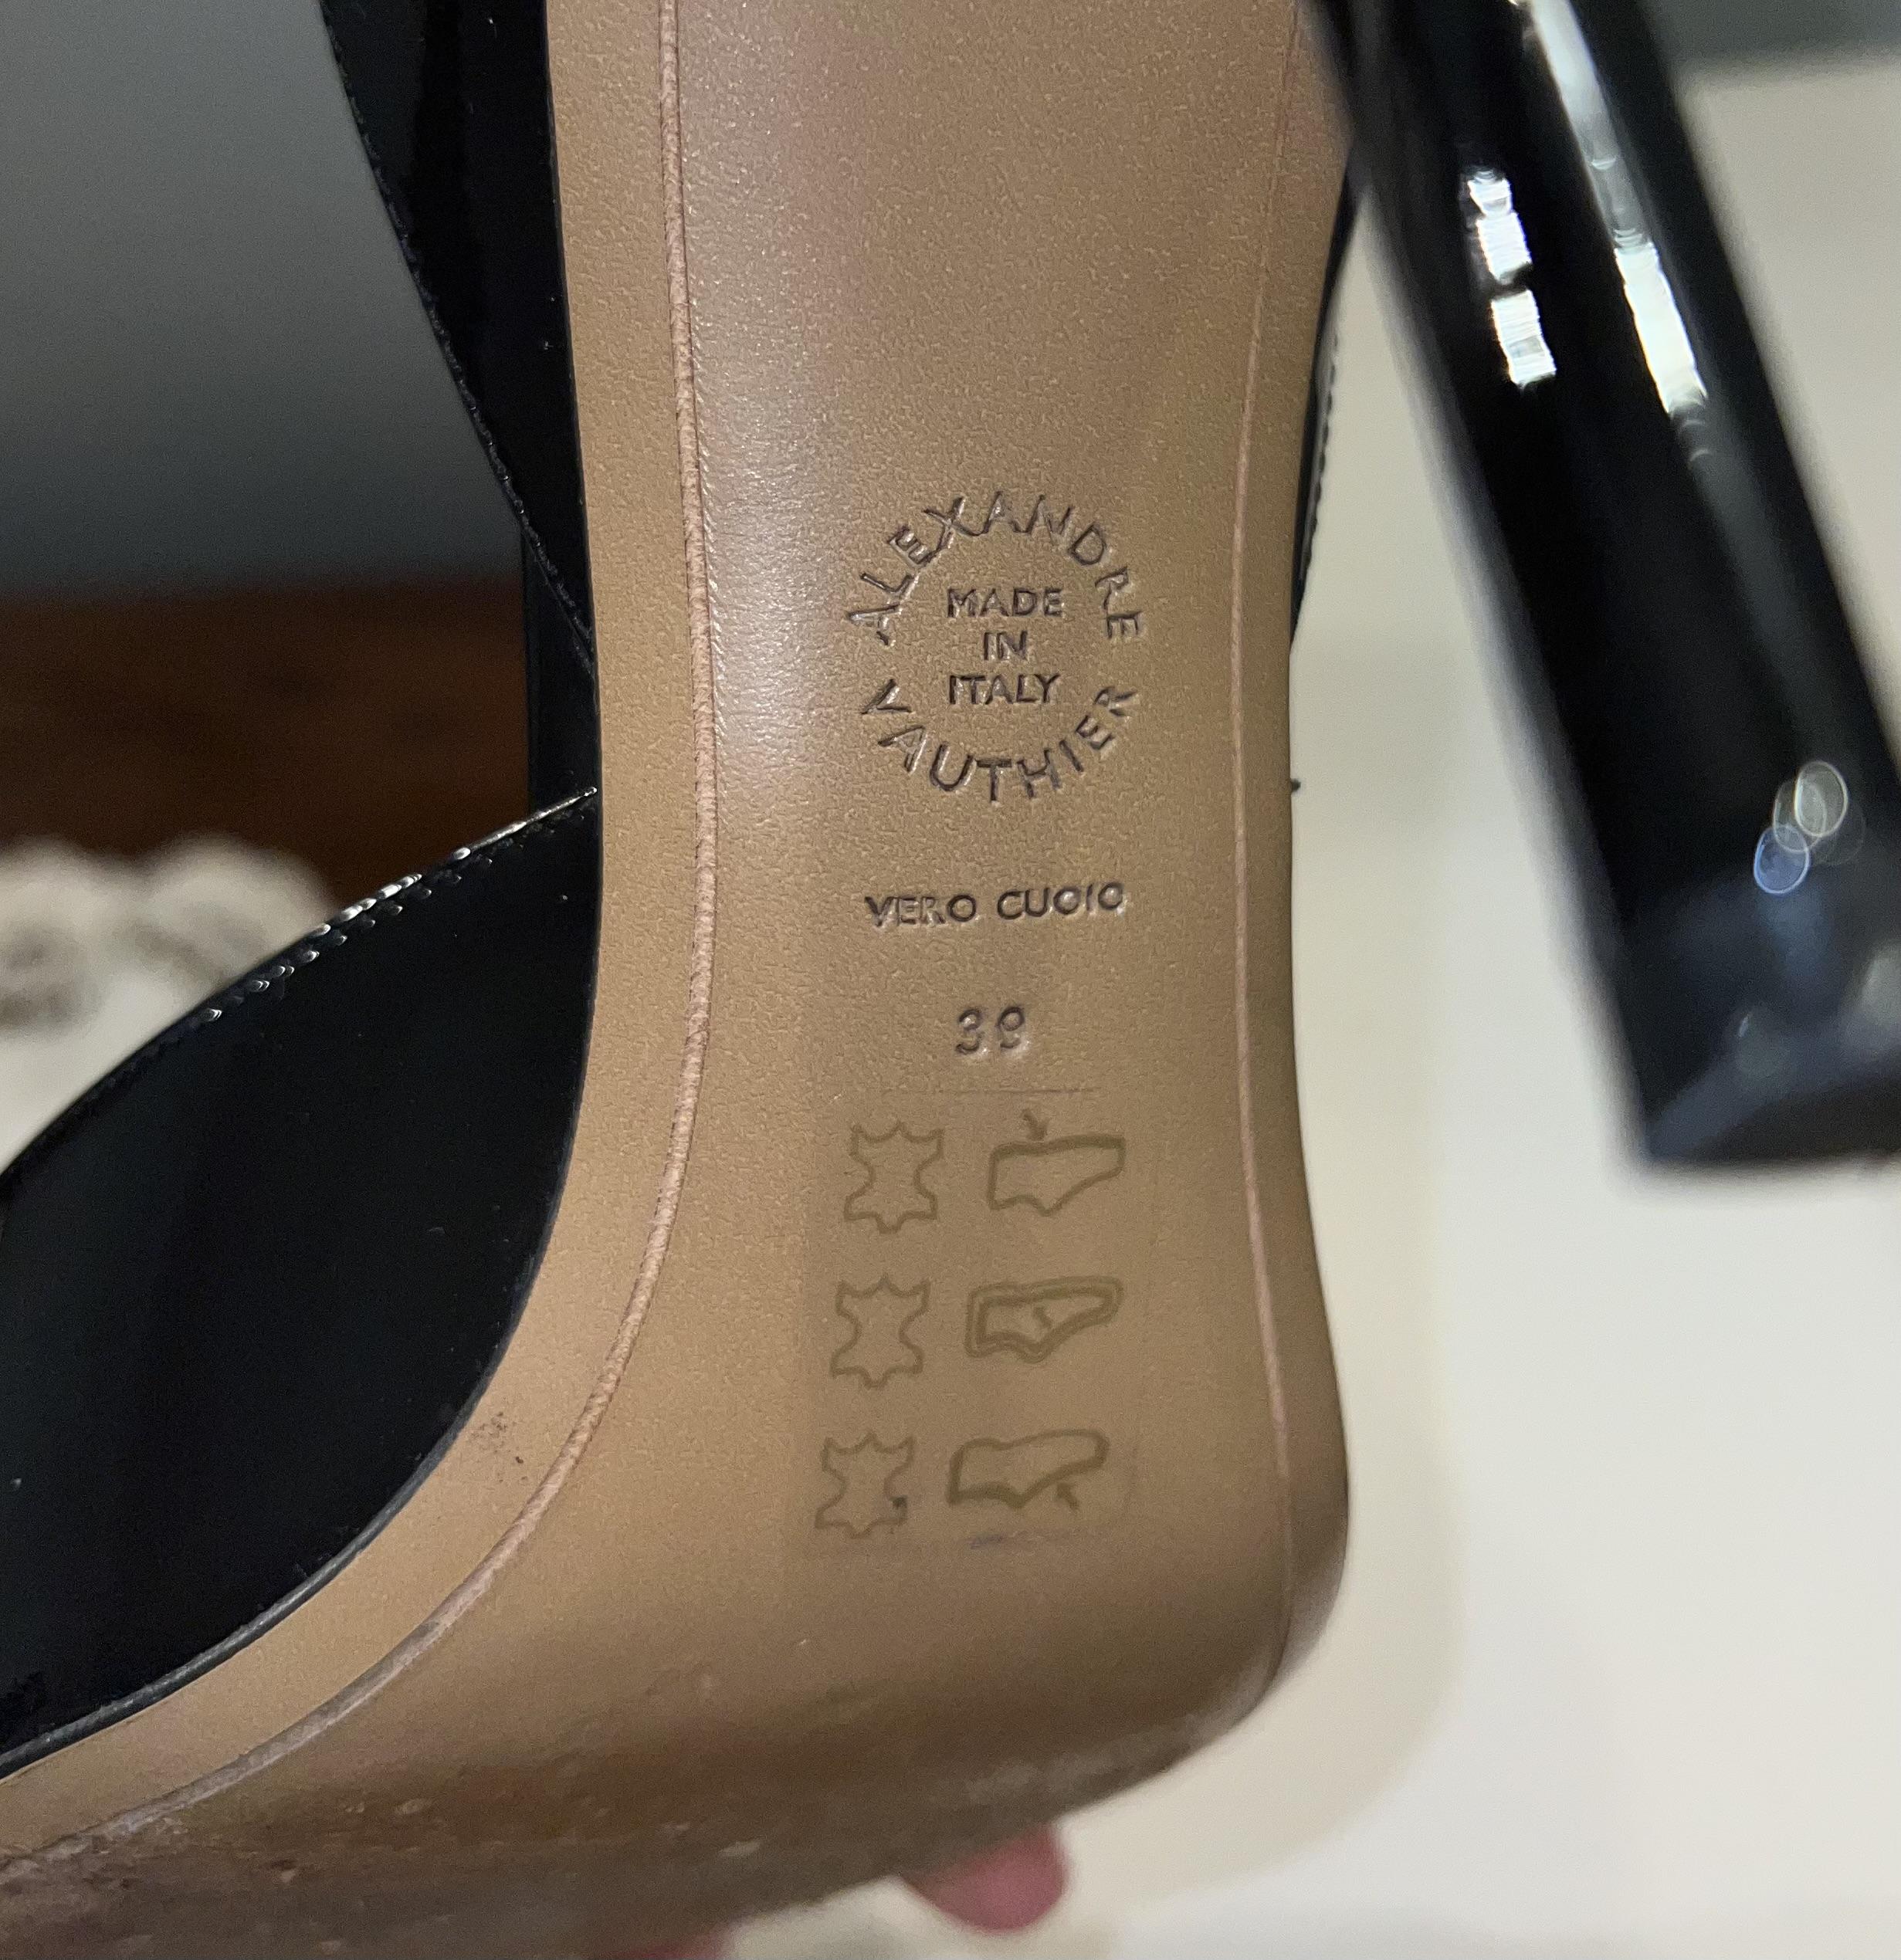 ALEXANDRE
MADE
IN
ITALY
VAUTHIER
VERO CUOIO
39